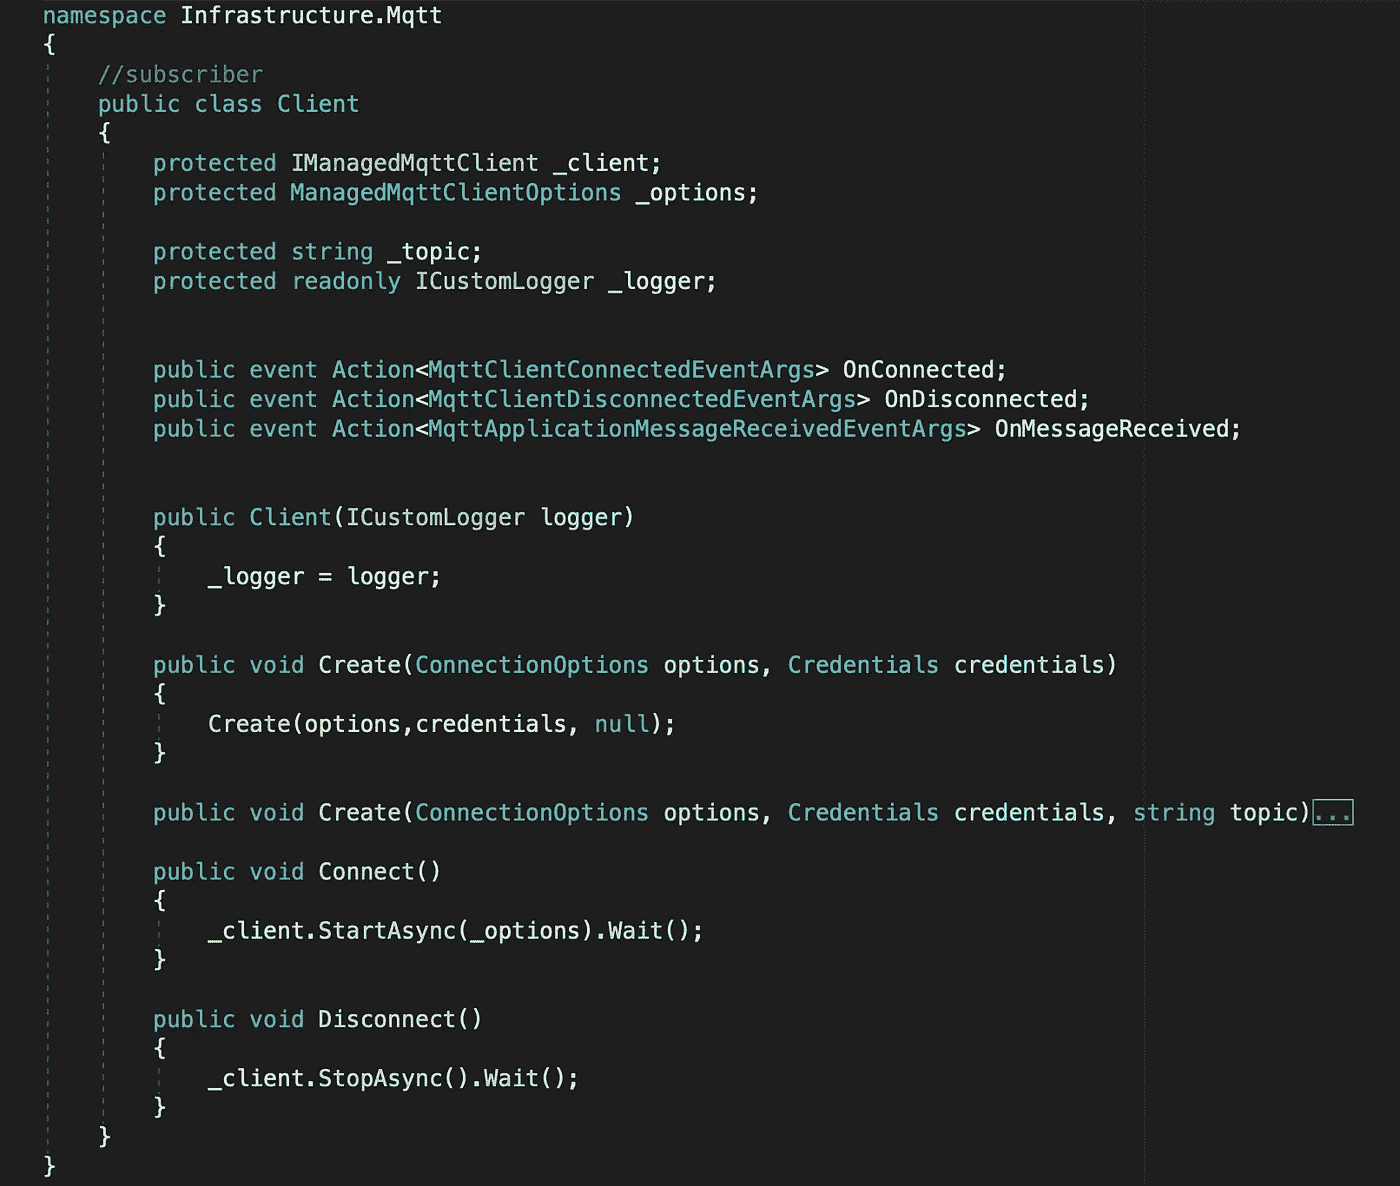 namespace Infrastructure.Mqtt
{
//subscriber
public class Client
{
protected IManagedMqttClient _client;
protected ManagedMqttClientOptions _options;
protected string _topic;
protected readonly ICustomLogger _logger;
public event Action<MqttClientConnectedEventArgs> OnConnected;
public event Action<MqttClientDisconnectedEventArgs> OnDisconnected;
public event Action<MqttApplicationMessageReceivedEventArgs> OnMessageReceived;
public Client(ICustomLogger logger)
{
_logger = logger;
}
public void Create(ConnectionOptions options, Credentials credentials)
{
Create(options,credentials, null);
}
public void Create(ConnectionOptions options, Credentials credentials, string topic)...
public void Connect()
{
_client.StartAsync(_options).Wait();
}
public void Disconnect()
{
_client.StopAsync().Wait();
}
}
}